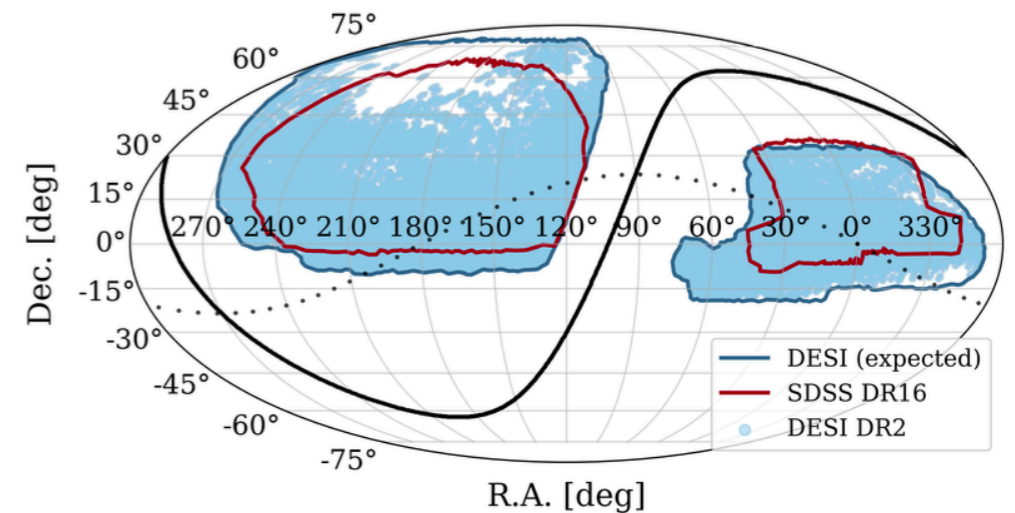 75°
60°
45°
30°
15°
0°
-15°
-30°
-45°
-60°
-75°
Dec. [deg]
270° 240° 210° 180° 150° 120° 90° 60° 30° 0° 330°
DESI (expected)
SDSS DR16
DESI DR2
R.A. [deg]